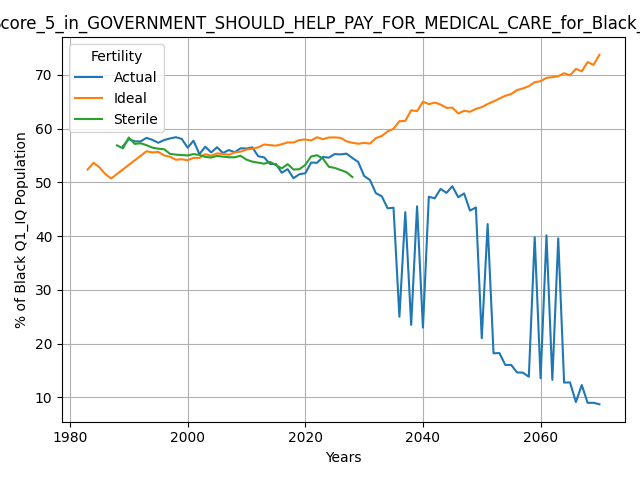 score_5_in_GOVERNMENT_SHOULD_HELP_PAY_FOR_MEDICAL_CARE_for_Black_
Fertility
Actual
Ideal
Sterile
% of Black Q1_IQ Population
70
60
50
40
30
20
10
1980 2000 2020 2040 2060
Years